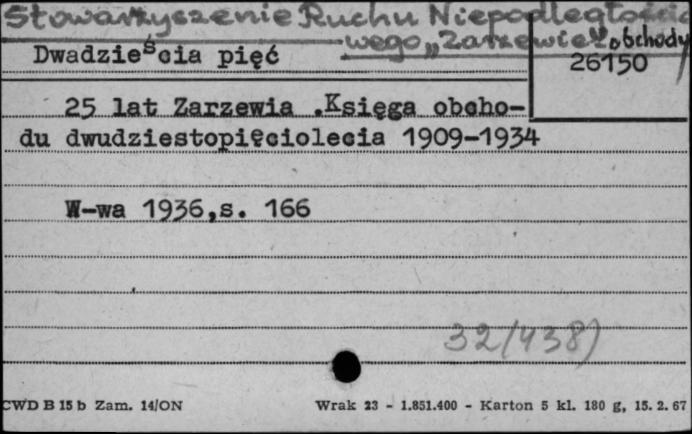 Stowarzyszenie Ruchu Niepodległościo
wego „Zarzewie" obchody
Dwadzieścia pięć
26150
25 lat Zarzewia .Księga obcho-
du dwudziestopięciolecia 1909-1934
W-wa 1936,s. 166
32/438)
CWD B 15 b Zam. 14/ON Wrak 23 - 1.851.400 - Karton 5 kl. 180 g, 15. 2. 67